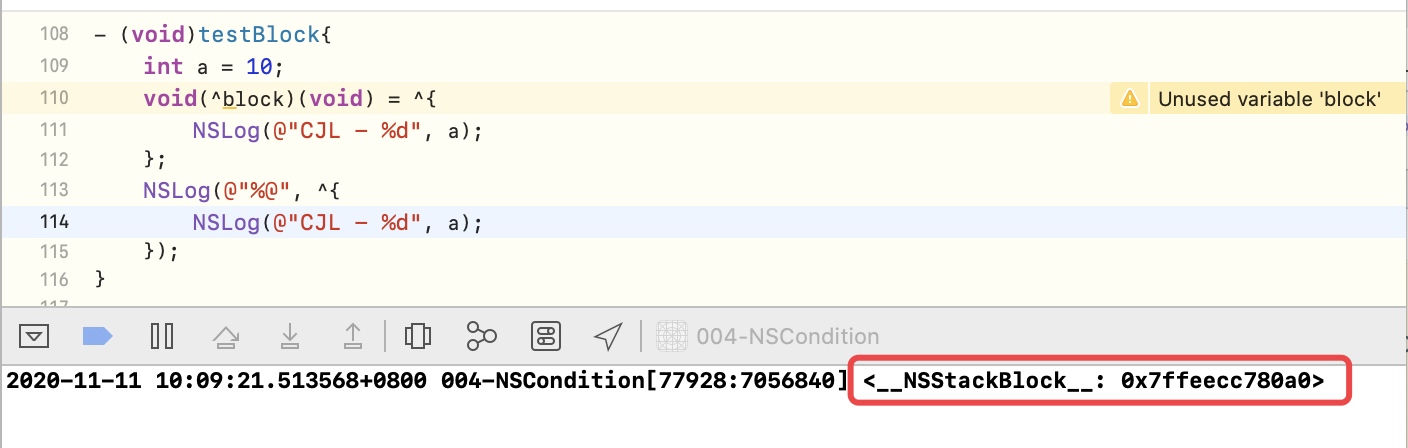 108 - (void)testBlock{
109 int a = 10;
110 void(^block)(void) = ^{ Unused variable 'block'
111 NSLog(@"CJL - %d", a);
112 };
113 NSLog(@"%@", ^{
114 NSLog(@"CJL - %d", a);
115 });
116 }
004-NSCondition
2020-11-11 10:09:21.513568+0800 004-NSCondition[77928:7056840] <__NSStackBlock__: 0x7ffeecc780a0>